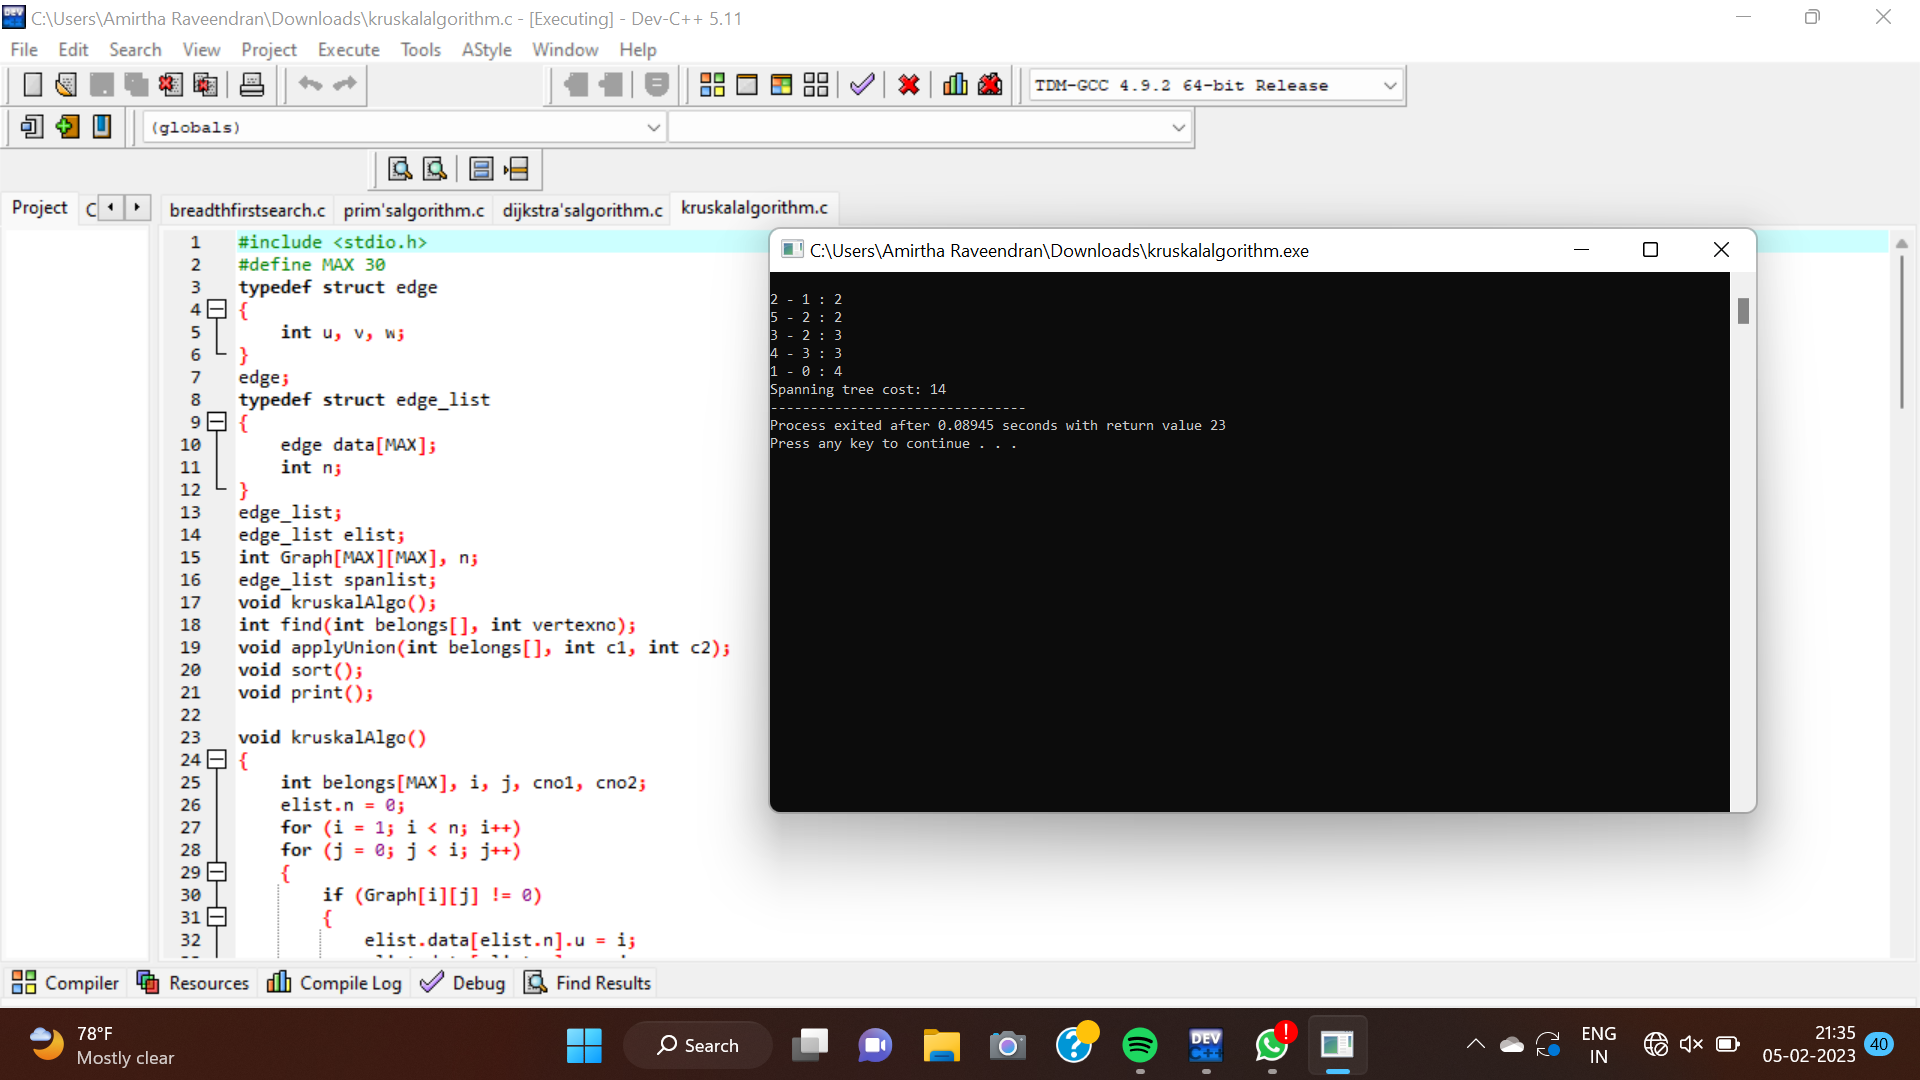 C:\Users\Amirtha Raveendran\Downloads\kruskalalgorithm.c - [Executing] - Dev-C++ 5.11
File Edit Search View Project Execute Tools AStyle Window Help
TDM-GCC 4.9.2 64-bit Release
(globals)
Project C breadthfirstsearch.c prim'salgorithm.c dijkstra'salgorithm.c kruskalalgorithm.c
1 #include <stdio.h>
2 #define MAX 30
3 typedef struct edge
4 {
5 int u, v, w;
6 }
7 edge;
8 typedef struct edge_list
9 {
10 edge data[MAX];
11 int n;
12 }
13 edge_list;
14 edge_list elist;
15 int Graph[MAX][MAX], n;
16 edge_list spanlist;
17 void kruskalAlgo();
18 int find(int belongs[], int vertexno);
19 void applyUnion(int belongs[], int c1, int c2);
20 void sort();
21 void print();
22
23 void kruskalAlgo()
24 {
25 int belongs[MAX], i, j, cno1, cno2;
26 elist.n = 0;
27 for (i = 1; i < n; i++)
28 for (j = 0; j < i; j++)
29 {
30 if (Graph[i][j] != 0)
31 {
32 elist.data[elist.n].u = i;
C:\Users\Amirtha Raveendran\Downloads\kruskalalgorithm.exe
2 - 1 : 2
5 - 2 : 2
3 - 2 : 3
4 - 3 : 3
1 - 0 : 4
Spanning tree cost: 14
--------------------------------
Process exited after 0.08945 seconds with return value 23
Press any key to continue . . .
Compiler Resources Compile Log Debug Find Results
78°F
Mostly clear
Search
DEV
C++
ENG
IN
21:35
05-02-2023
40